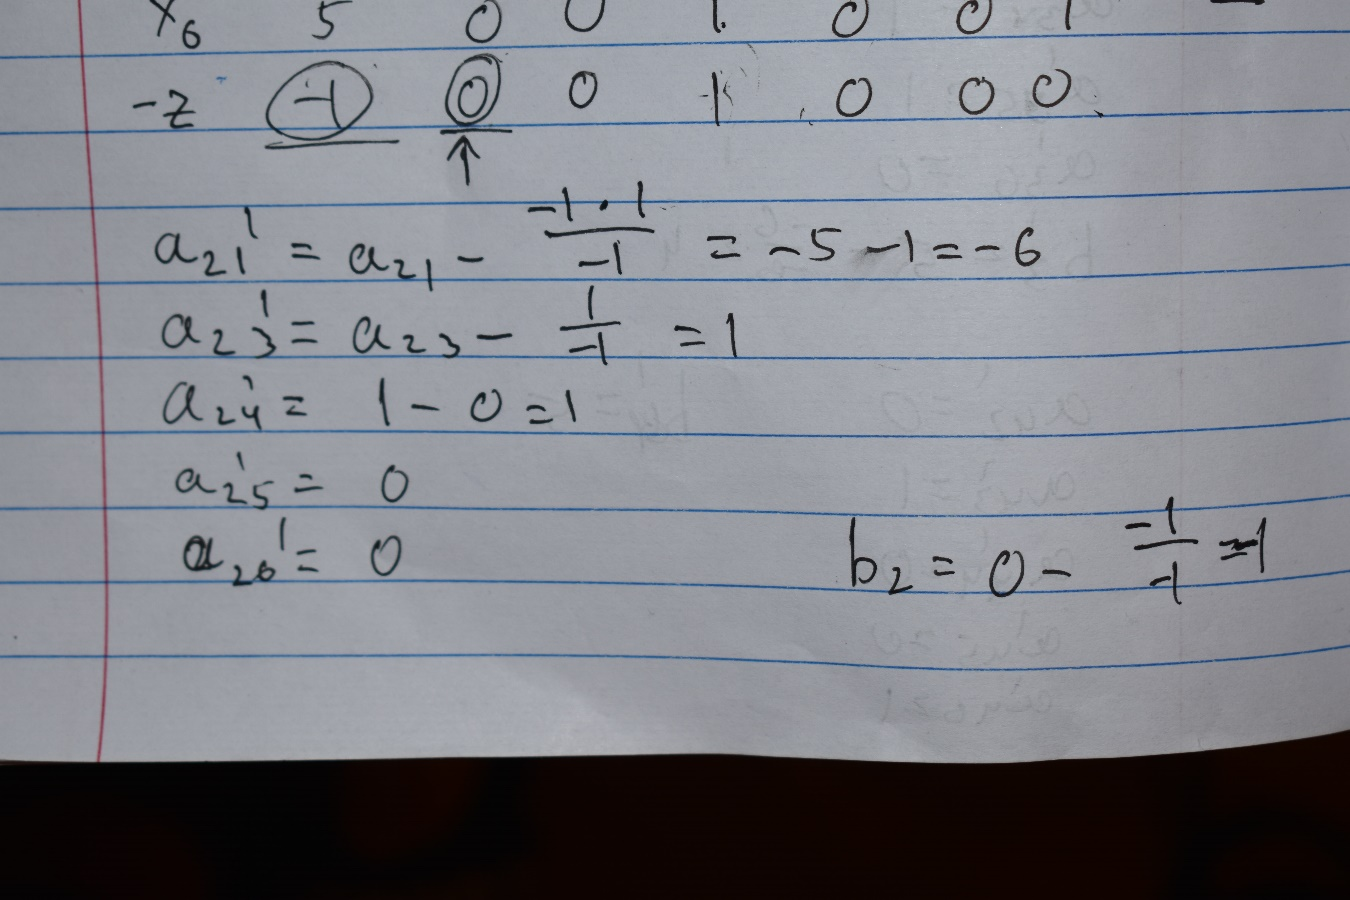 x6 5 0 0 1 0 0 1
-z -1 0 0 1 0 0 0
↑
a21' = a21 - (-1·1)/(-1) = -5 -1 = -6
a23' = a23 - 1/(-1) = 1
a24' = 1 - 0 = 1
a25' = 0
a26' = 0
b2 = 0 - (-1)/(-1) = -1